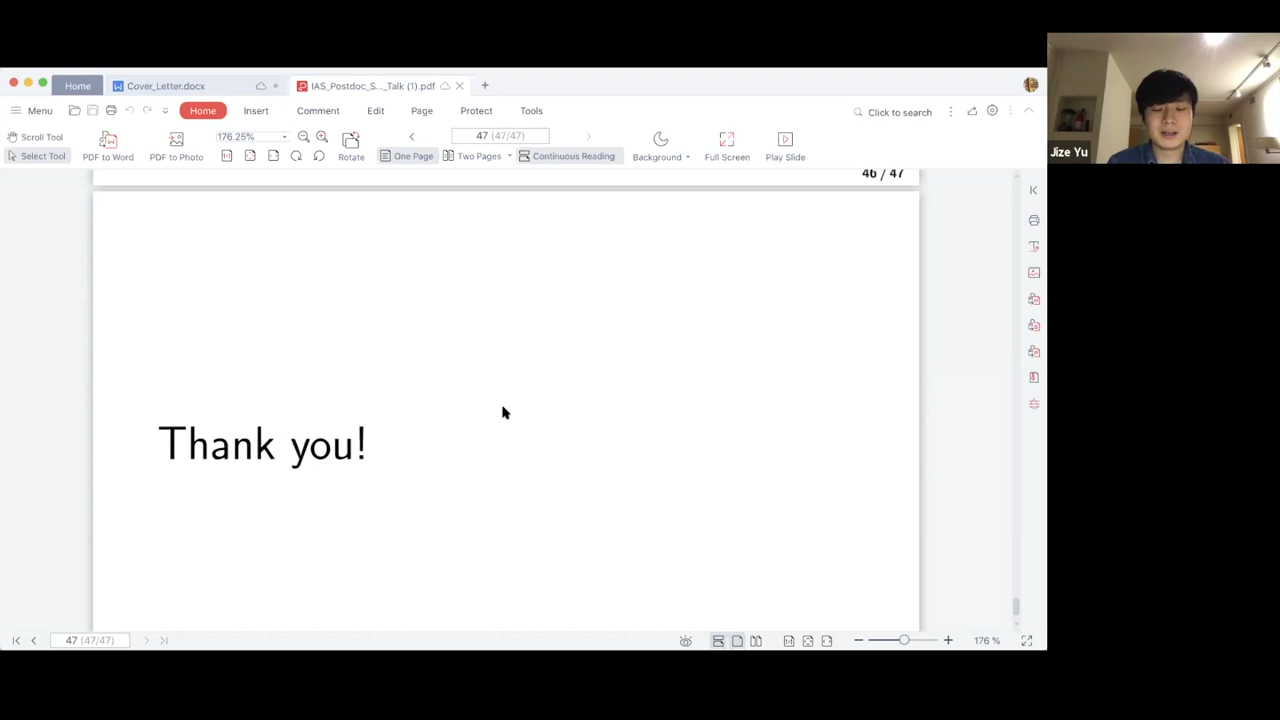 Home
Cover_Letter.docx
IAS_Postdoc_S..._Talk (1).pdf
Menu
Home
Insert
Comment
Edit
Page
Protect
Tools
Click to search
Scroll Tool
Select Tool
PDF to Word
PDF to Photo
176.25%
Rotate
47 (47/47)
One Page
Two Pages
Continuous Reading
Background
Full Screen
Play Slide
Jize Yu
46 / 47
Thank you!
47 (47/47)
176 %